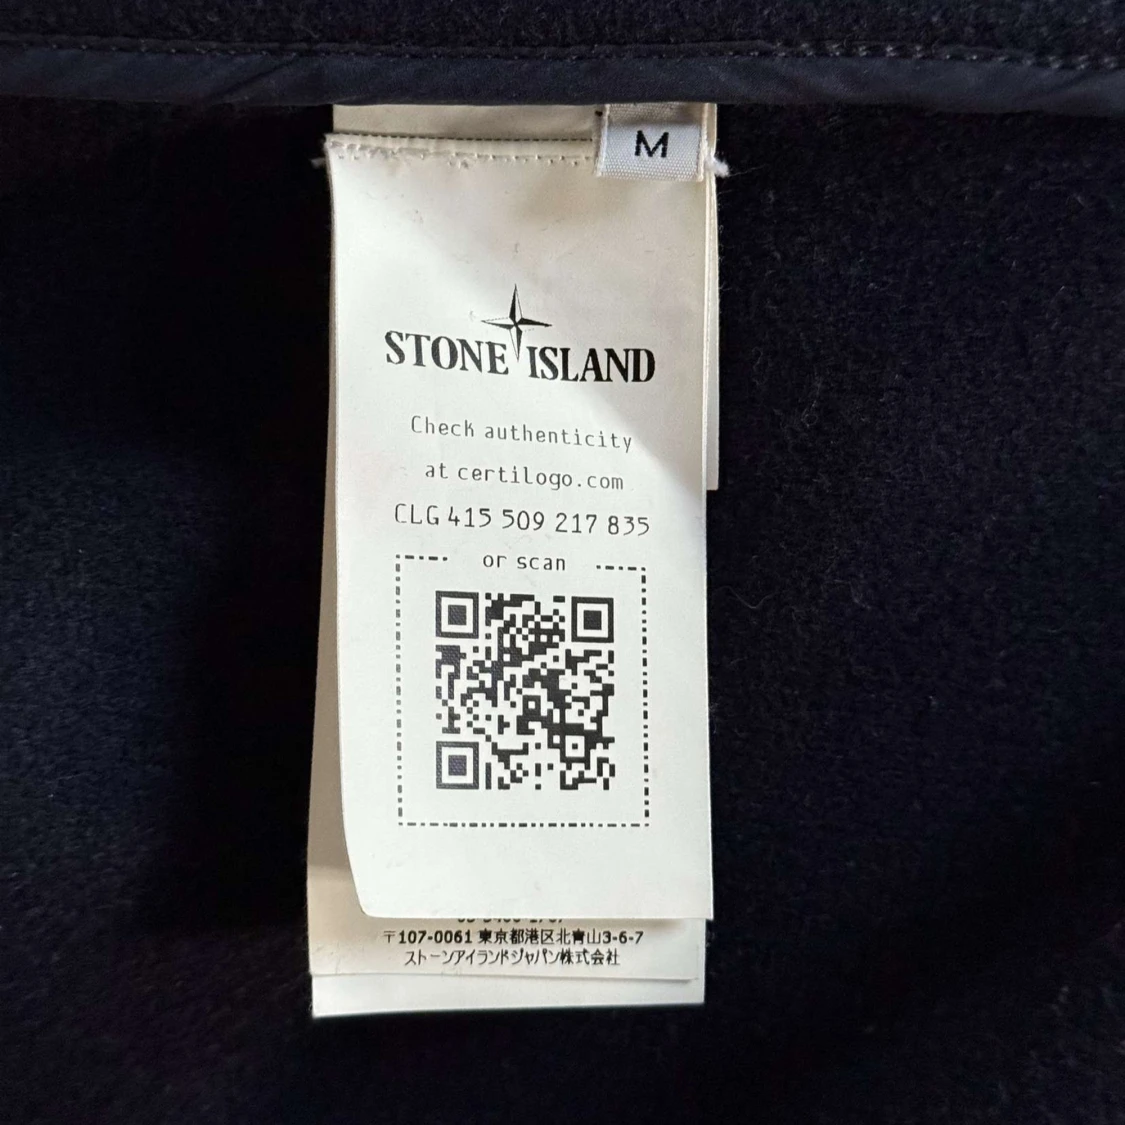 M
STONE ISLAND
Check authenticity
at certilogo.com
CLG 415 509 217 835
or scan
〒107-0061 東京都港区北青山3-6-7
ストーンアイランドジャパン株式会社